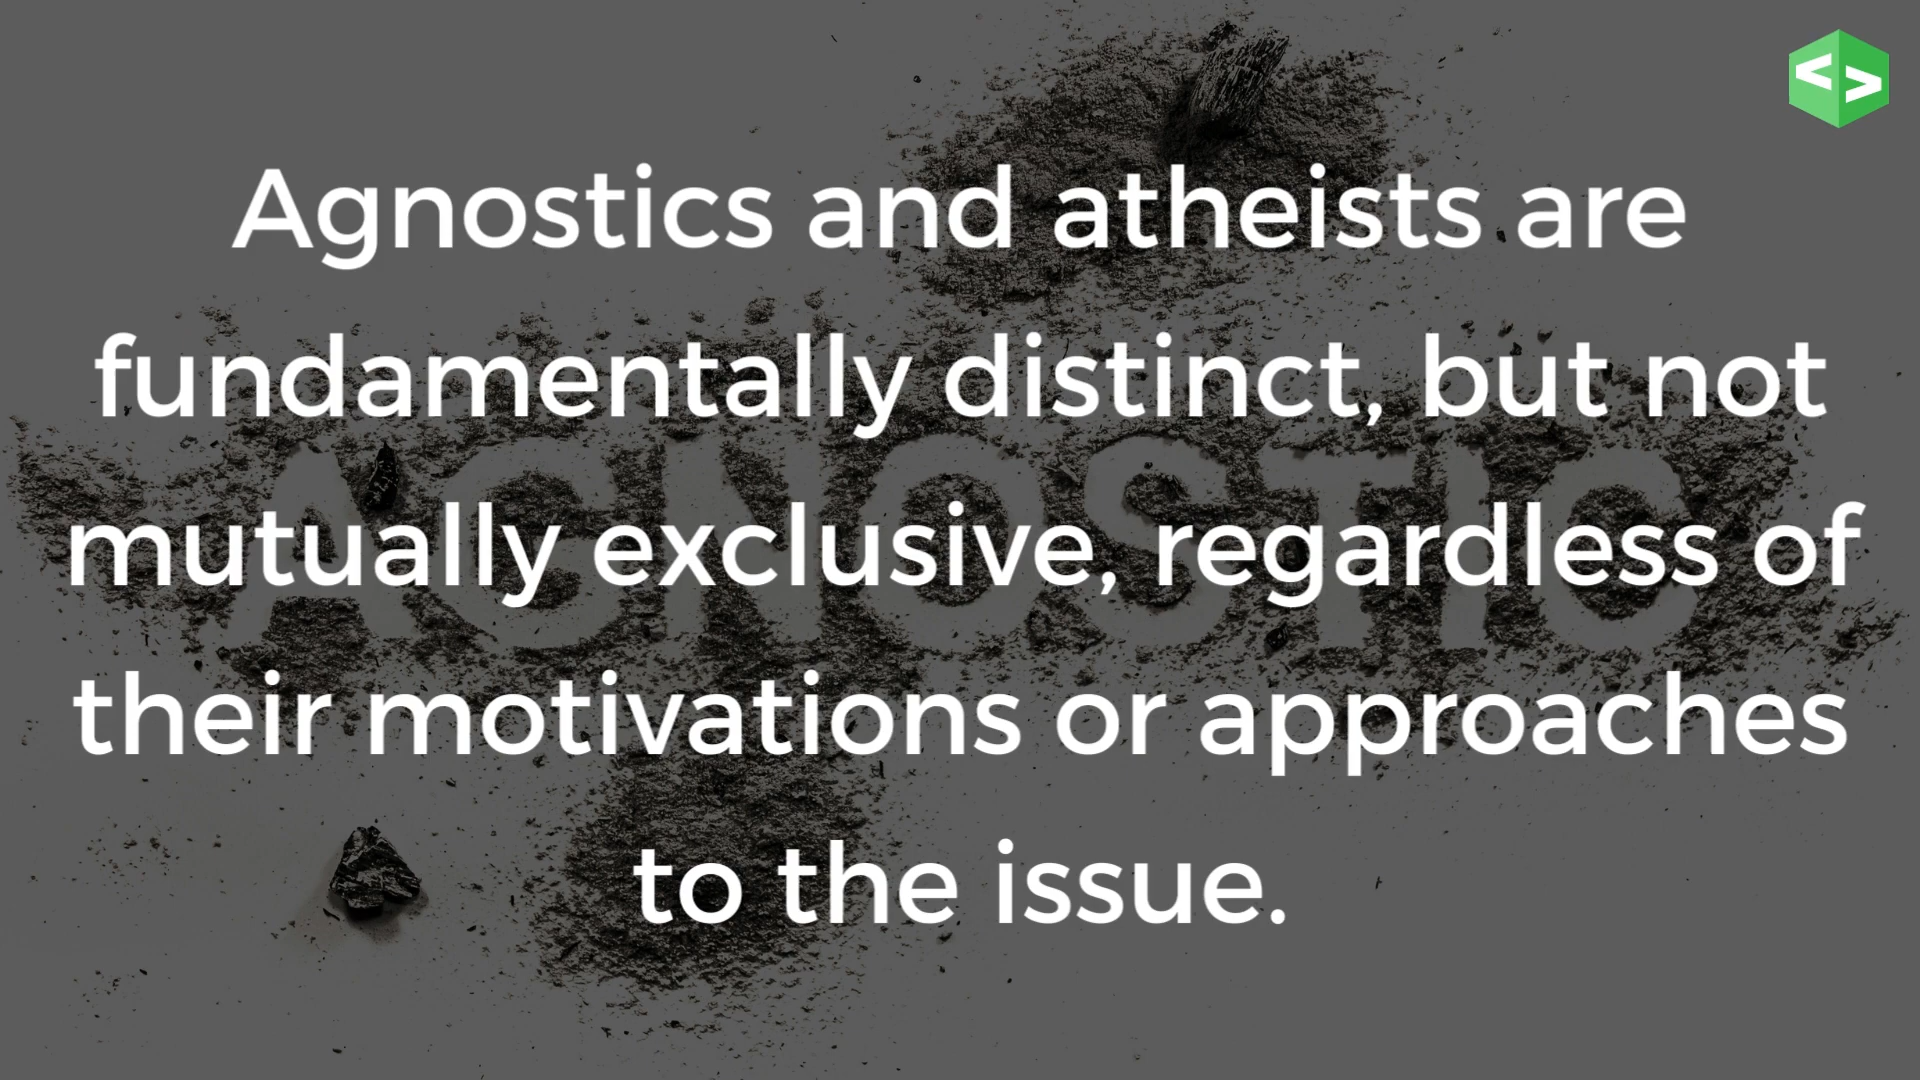 Agnostics and atheists are
fundamentally distinct, but not
AGNOSTIC
mutually exclusive, regardless of
their motivations or approaches
to the issue.